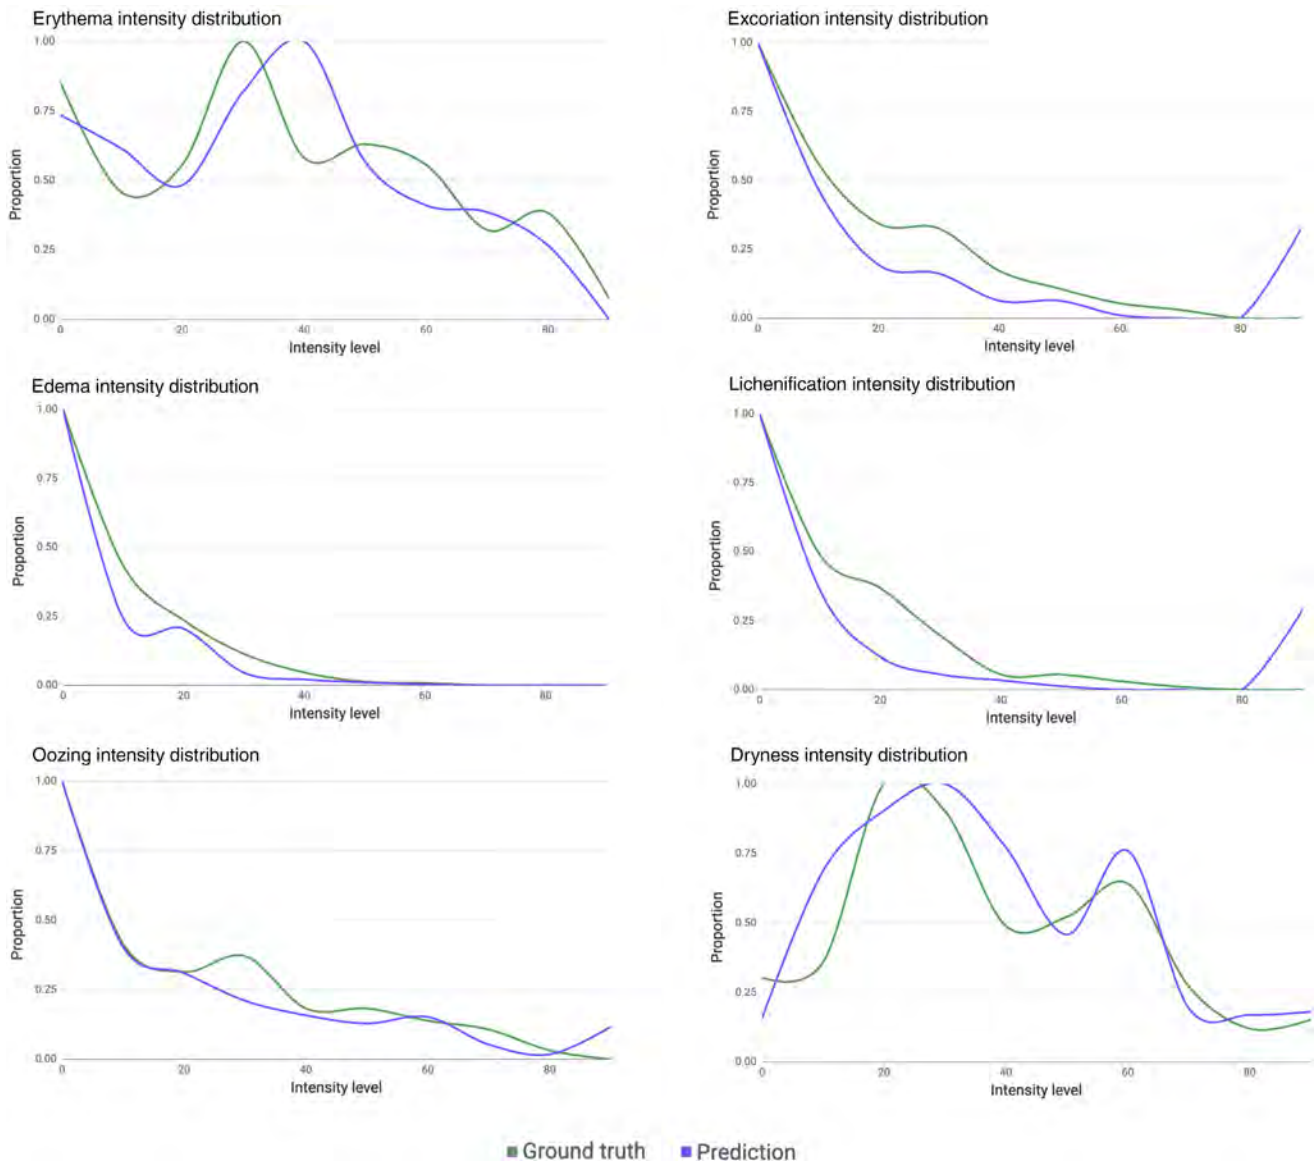 Erythema intensity distribution
1.00
0.75
0.50
0.25
0.00
Proportion
0 20 40 60 80
Intensity level
Excoriation intensity distribution
1.00
0.75
0.50
0.25
0.00
Proportion
0 20 40 60 80
Intensity level
Edema intensity distribution
1.00
0.75
0.50
0.25
0.00
Proportion
0 20 40 60 80
Intensity level
Lichenification intensity distribution
1.00
0.75
0.50
0.25
0.00
Proportion
0 20 40 60 80
Intensity level
Oozing intensity distribution
1.00
0.75
0.50
0.25
0.00
Proportion
0 20 40 60 80
Intensity level
Dryness intensity distribution
1.00
0.75
0.50
0.25
0.00
Proportion
0 20 40 60 80
Intensity level
Ground truth Prediction